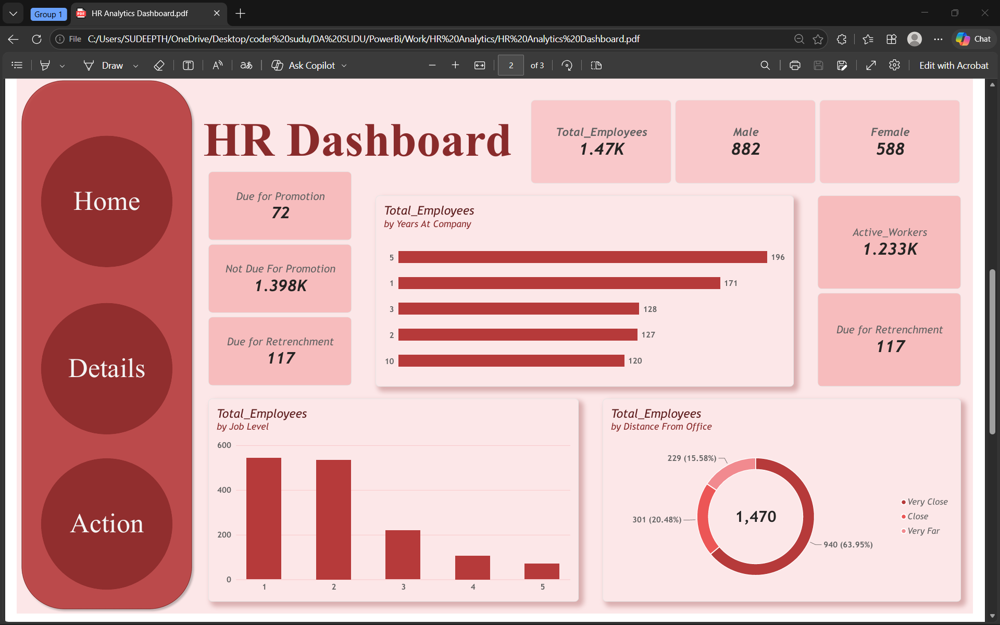 Group 1
HR Analytics Dashboard.pdf
File C:/Users/SUDEEPTH/OneDrive/Desktop/coder%20sudu/DA%20SUDU/PowerBi/Work/HR%20Analytics/HR%20Analytics%20Dashboard.pdf
Chat
Draw
Ask Copilot
2 of 3
Edit with Acrobat
Home
Details
Action
HR Dashboard
Total_Employees
1.47K
Male
882
Female
588
Due for Promotion
72
Not Due For Promotion
1.398K
Due for Retrenchment
117
Total_Employees
by Years At Company
5 196
1 171
3 128
2 127
10 120
Active_Workers
1.233K
Due for Retrenchment
117
Total_Employees
by Job Level
600
400
200
0
1 2 3 4 5
Total_Employees
by Distance From Office
229 (15.58%)
301 (20.48%)
1,470
940 (63.95%)
Very Close
Close
Very Far